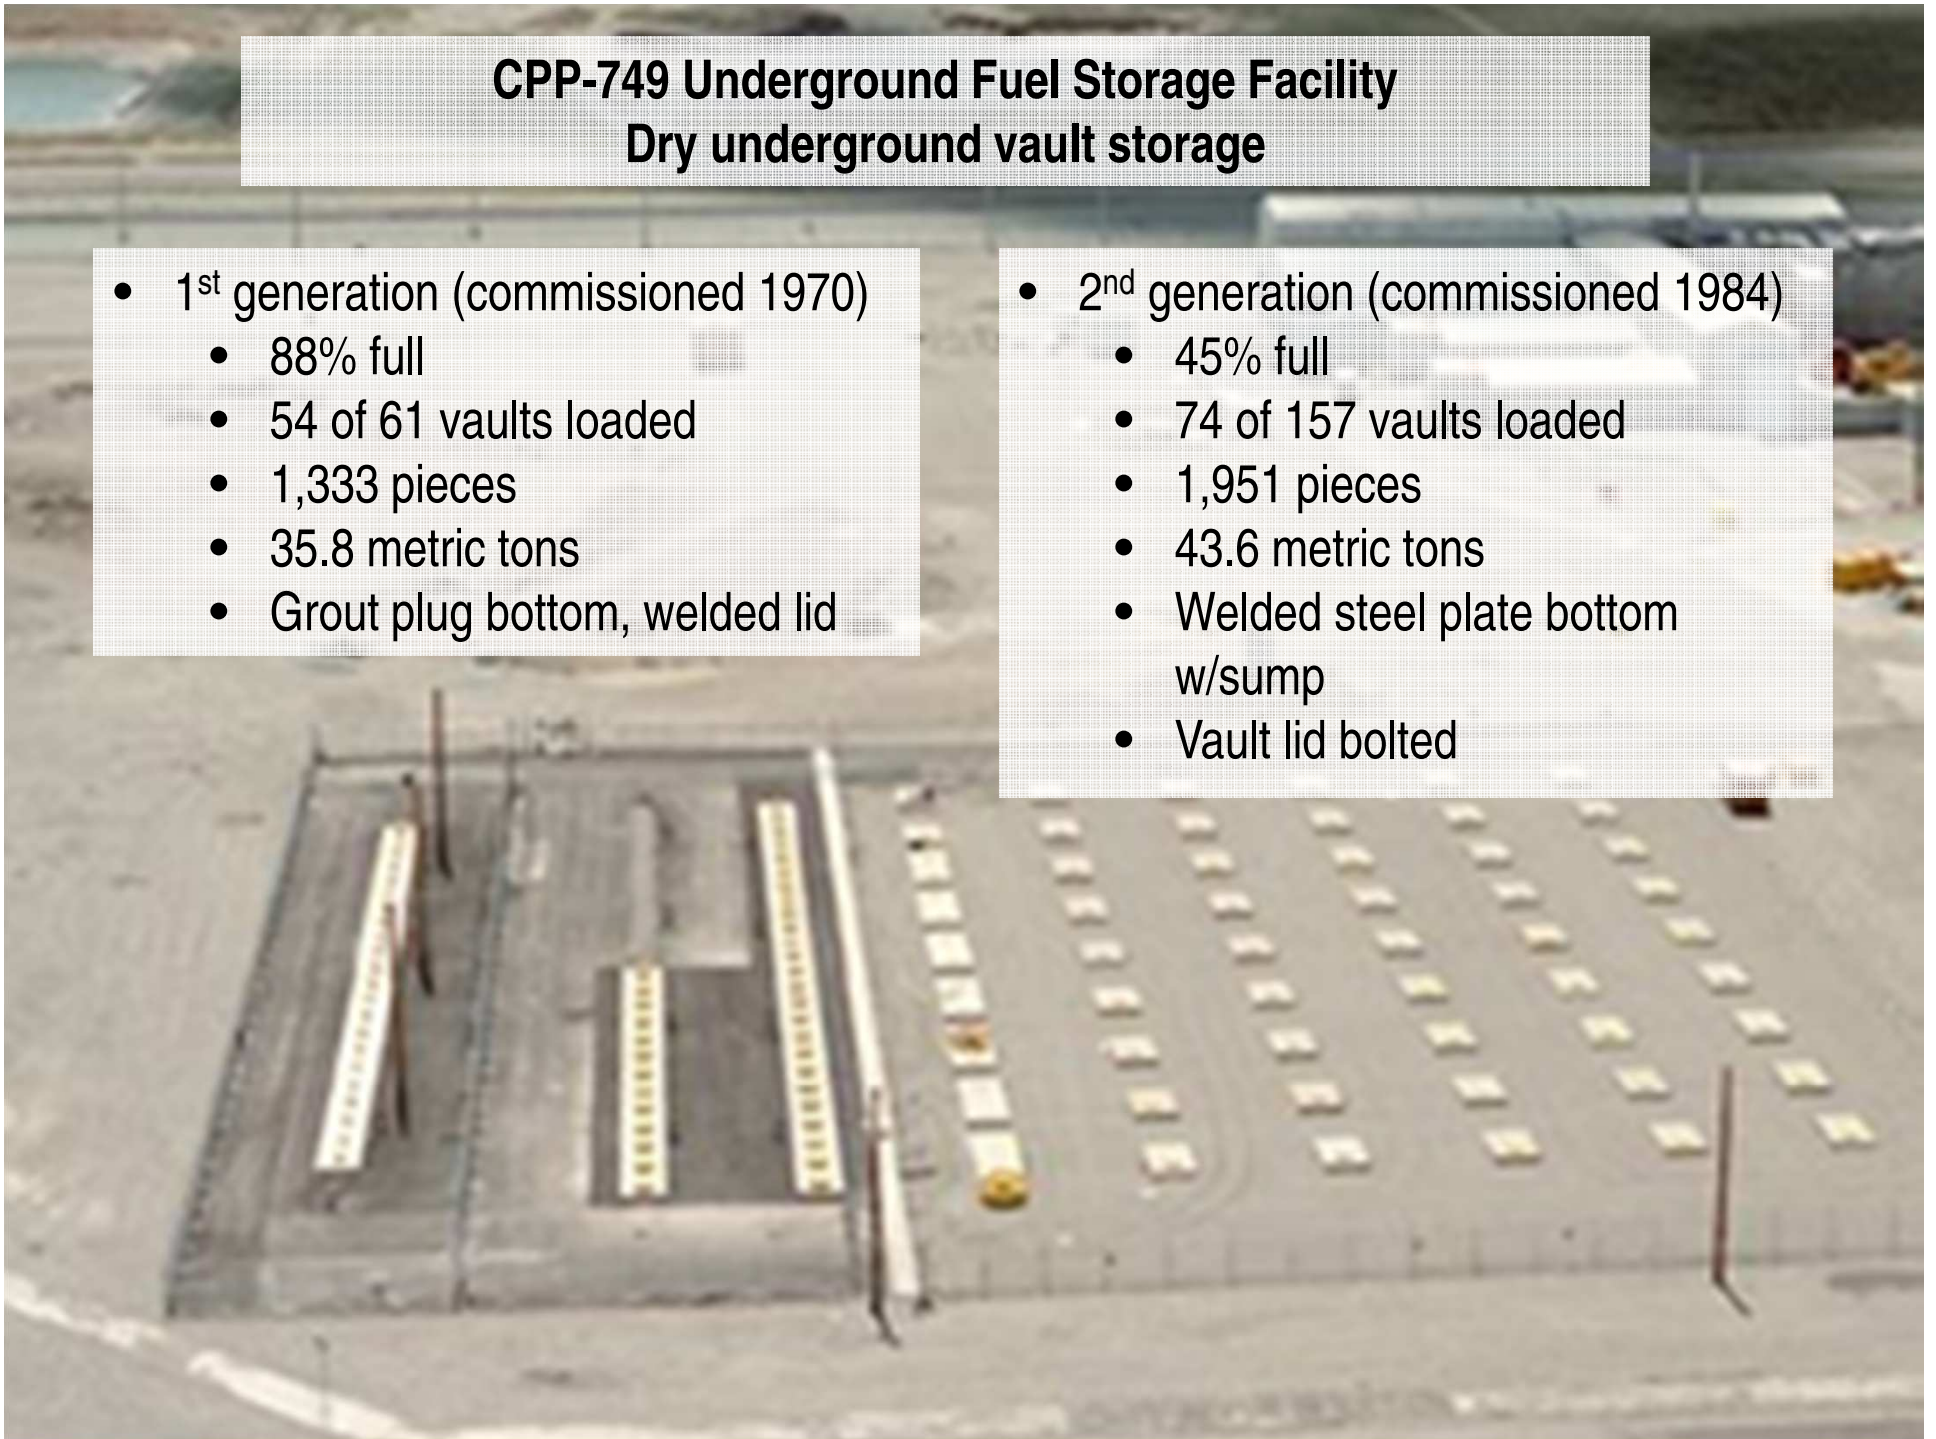 CPP-749 Underground Fuel Storage Facility
Dry underground vault storage
• 1st generation (commissioned 1970)
• 88% full
• 54 of 61 vaults loaded
• 1,333 pieces
• 35.8 metric tons
• Grout plug bottom, welded lid
• 2nd generation (commissioned 1984)
• 45% full
• 74 of 157 vaults loaded
• 1,951 pieces
• 43.6 metric tons
• Welded steel plate bottom
w/sump
• Vault lid bolted